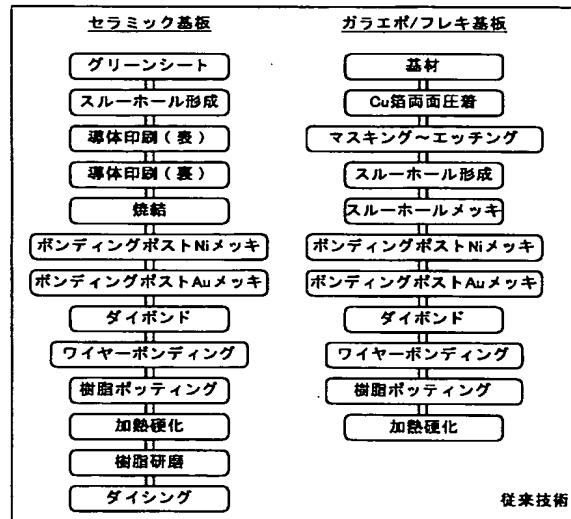 セラミック基板
グリーンシート
スルーホール形成
導体印刷(表)
導体印刷(裏)
焼結
ボンディングポストNiメッキ
ボンディングポストAuメッキ
ダイボンド
ワイヤーボンディング
樹脂ポッティング
加熱硬化
樹脂研磨
ダイシング
ガラエポ/フレキ基板
基材
Cu箔両面圧着
マスキング～エッチング
スルーホール形成
スルーホールメッキ
ボンディングポストNiメッキ
ボンディングポストAuメッキ
ダイボンド
ワイヤーボンディング
樹脂ポッティング
加熱硬化
従来技術